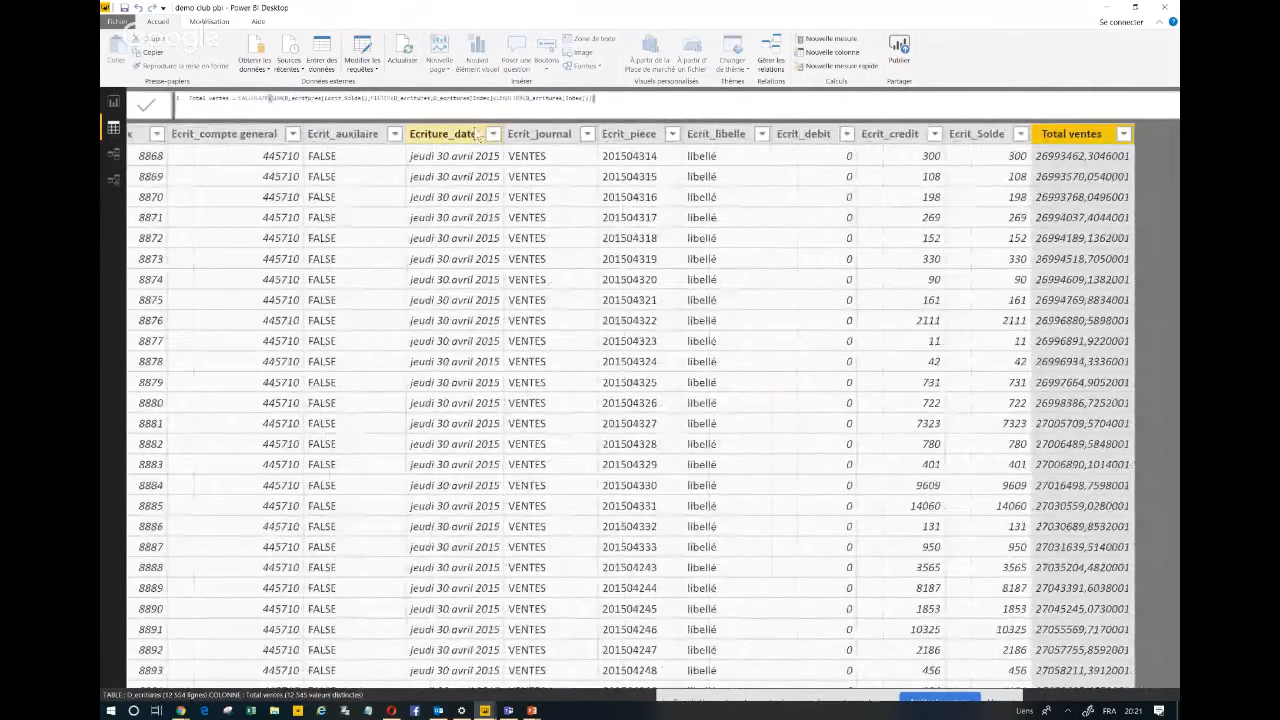 demo club pbi - Power BI Desktop
Fichier Accueil Modélisation Aide Se connecter
Google
Coller
Copier
Reproduire la mise en forme
Presse-papiers
Obtenir les données
Sources récentes
Entrer des données
Données externes
Modifier les requêtes
Actualiser
Nouvelle page
Nouvel élément visuel
Poser une question
Boutons
Zone de texte
Image
Formes
Insérer
À partir de la Place de marché
À partir d'un fichier
Changer de thème
Thèmes
Gérer les relations
Relations
Nouvelle mesure
Nouvelle colonne
Nouvelle mesure rapide
Calculs
Publier
Partager
1 Total ventes =
x Ecrit_compte general Ecrit_auxilaire Ecriture_date Ecrit_journal Ecrit_piece Ecrit_libelle Ecrit_debit Ecrit_credit Ecrit_Solde Total ventes
8868 445710 FALSE jeudi 30 avril 2015 VENTES 201504314 libellé 0 300 300 26993462,3046001
8869 445710 FALSE jeudi 30 avril 2015 VENTES 201504315 libellé 0 108 108 26993570,0540001
8870 445710 FALSE jeudi 30 avril 2015 VENTES 201504316 libellé 0 198 198 26993768,0496001
8871 445710 FALSE jeudi 30 avril 2015 VENTES 201504317 libellé 0 269 269 26994037,4044001
8872 445710 FALSE jeudi 30 avril 2015 VENTES 201504318 libellé 0 152 152 26994189,1362001
8873 445710 FALSE jeudi 30 avril 2015 VENTES 201504319 libellé 0 330 330 26994518,7050001
8874 445710 FALSE jeudi 30 avril 2015 VENTES 201504320 libellé 0 90 90 26994609,1382001
8875 445710 FALSE jeudi 30 avril 2015 VENTES 201504321 libellé 0 161 161 26994769,8834001
8876 445710 FALSE jeudi 30 avril 2015 VENTES 201504322 libellé 0 2111 2111 26996880,5898001
8877 445710 FALSE jeudi 30 avril 2015 VENTES 201504323 libellé 0 11 11 26996891,9220001
8878 445710 FALSE jeudi 30 avril 2015 VENTES 201504324 libellé 0 42 42 26996934,3336001
8879 445710 FALSE jeudi 30 avril 2015 VENTES 201504325 libellé 0 731 731 26997664,9052001
8880 445710 FALSE jeudi 30 avril 2015 VENTES 201504326 libellé 0 722 722 26998386,7252001
8881 445710 FALSE jeudi 30 avril 2015 VENTES 201504327 libellé 0 7323 7323 27005709,5704001
8882 445710 FALSE jeudi 30 avril 2015 VENTES 201504328 libellé 0 780 780 27006489,5848001
8883 445710 FALSE jeudi 30 avril 2015 VENTES 201504329 libellé 0 401 401 27006890,1014001
8884 445710 FALSE jeudi 30 avril 2015 VENTES 201504330 libellé 0 9609 9609 27016498,7598001
8885 445710 FALSE jeudi 30 avril 2015 VENTES 201504331 libellé 0 14060 14060 27030559,0280001
8886 445710 FALSE jeudi 30 avril 2015 VENTES 201504332 libellé 0 131 131 27030689,8532001
8887 445710 FALSE jeudi 30 avril 2015 VENTES 201504333 libellé 0 950 950 27031639,5140001
8888 445710 FALSE jeudi 30 avril 2015 VENTES 201504243 libellé 0 3565 3565 27035204,4820001
8889 445710 FALSE jeudi 30 avril 2015 VENTES 201504244 libellé 0 8187 8187 27043391,6038001
8890 445710 FALSE jeudi 30 avril 2015 VENTES 201504245 libellé 0 1853 1853 27045245,0730001
8891 445710 FALSE jeudi 30 avril 2015 VENTES 201504246 libellé 0 10325 10325 27055569,7170001
8892 445710 FALSE jeudi 30 avril 2015 VENTES 201504247 libellé 0 2186 2186 27057755,8592001
8893 445710 FALSE jeudi 30 avril 2015 VENTES 201504248 libellé 0 456 456 27058211,3912001
TABLE : D_ecritures (12 554 lignes) COLONNE : Total ventes (12 545 valeurs distinctes)
Liens FRA 20:21